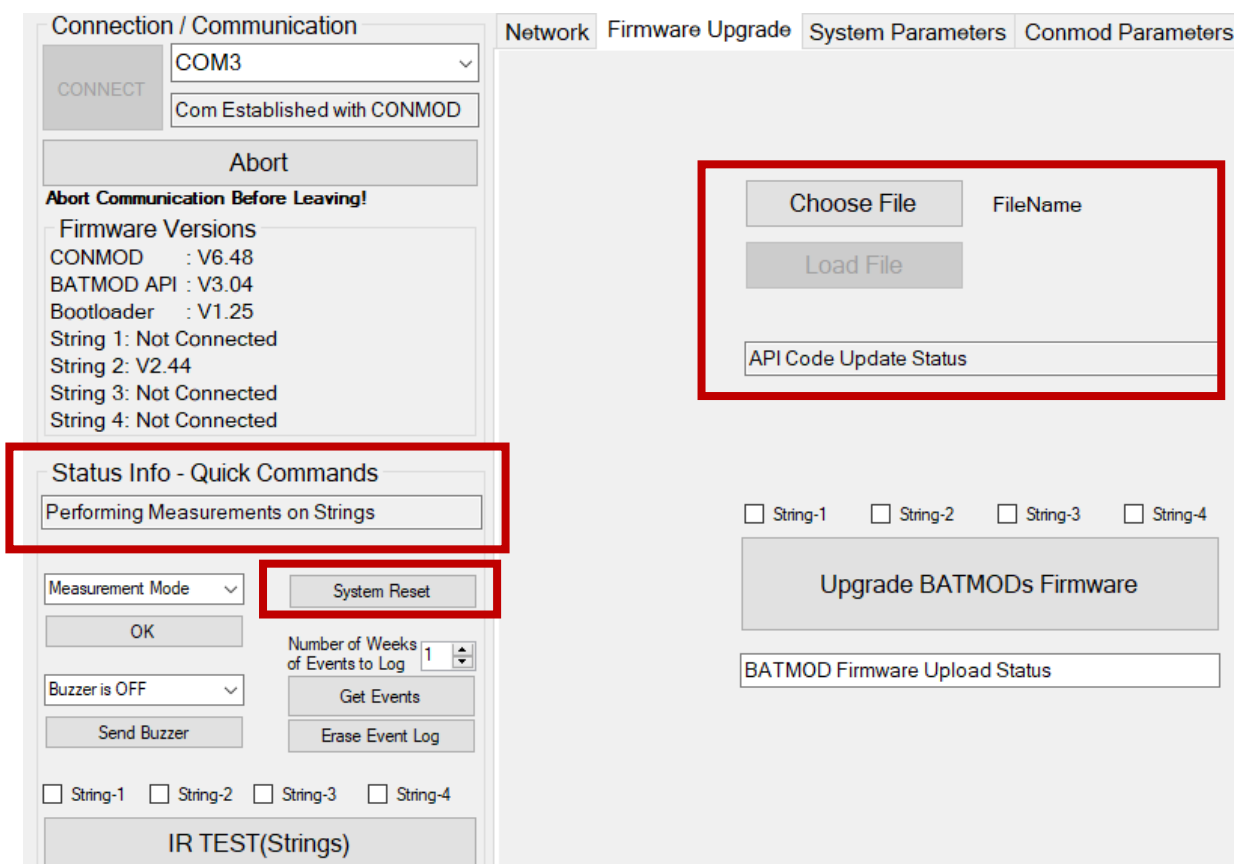 Connection / Communication
CONNECT
COM3
Com Established with CONMOD
Abort
Abort Communication Before Leaving!
Firmware Versions
CONMOD : V6.48
BATMOD API : V3.04
Bootloader : V1.25
String 1: Not Connected
String 2: V2.44
String 3: Not Connected
String 4: Not Connected
Status Info - Quick Commands
Performing Measurements on Strings
Measurement Mode
System Reset
OK
Number of Weeks
of Events to Log
1
Buzzer is OFF
Get Events
Send Buzzer
Erase Event Log
String-1 String-2 String-3 String-4
IR TEST(Strings)
Network Firmware Upgrade System Parameters Conmod Parameters
Choose File
FileName
Load File
API Code Update Status
String-1 String-2 String-3 String-4
Upgrade BATMODs Firmware
BATMOD Firmware Upload Status